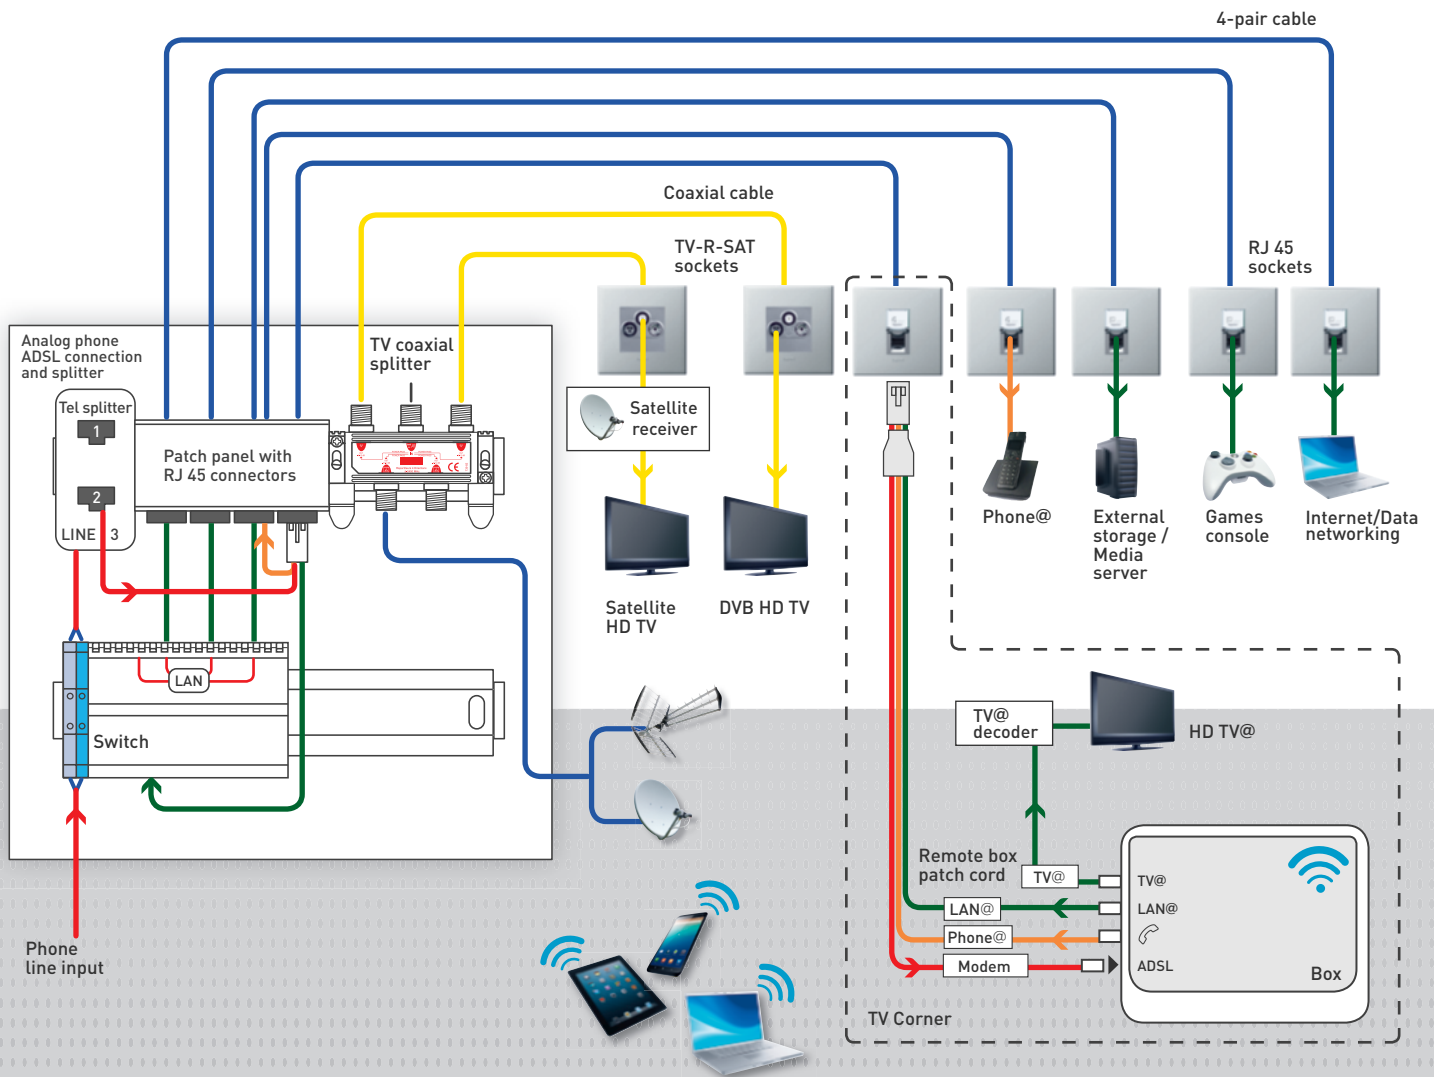 4-pair cable
Coaxial cable
TV-R-SAT
sockets
RJ 45
sockets
Analog phone
ADSL connection
and splitter
Tel splitter
1
2
LINE 3
Patch panel with
RJ 45 connectors
TV coaxial
splitter
CE
Satellite
receiver
Satellite
HD TV
DVB HD TV
Phone@
External
storage /
Media
server
Games
console
Internet/Data
networking
LAN
Switch
Phone
line input
TV@
decoder
HD TV@
Remote box
patch cord
TV@
LAN@
Phone@
Modem
TV@
LAN@
ADSL
Box
TV Corner